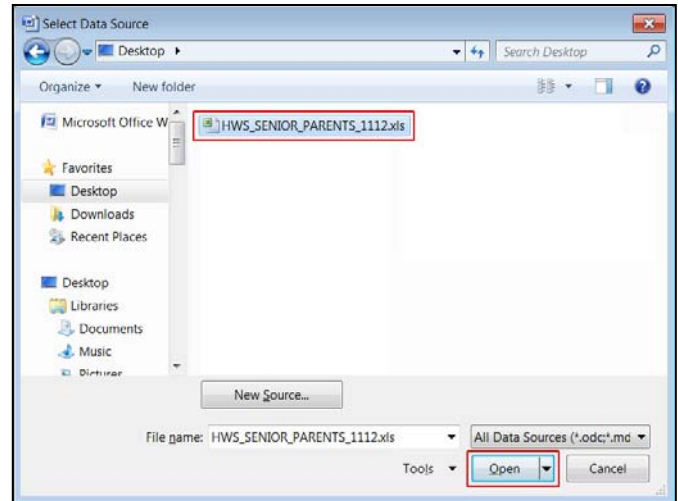 Select Data Source
Desktop
Search Desktop
Organize
New folder
Microsoft Office W
HWS_SENIOR_PARENTS_1112.xls
Favorites
Desktop
Downloads
Recent Places
Desktop
Libraries
Documents
Music
Pictures
New Source...
File name: HWS_SENIOR_PARENTS_1112.xls
All Data Sources (*.odc;*.md
Tools
Open
Cancel